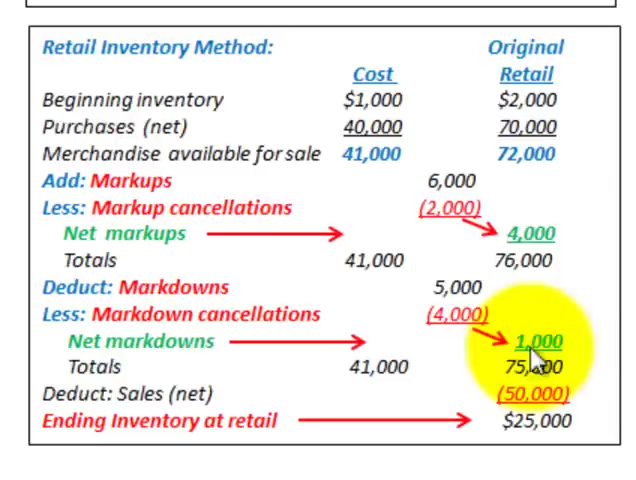 Retail Inventory Method: Original
Cost Retail
Beginning inventory $1,000 $2,000
Purchases (net) 40,000 70,000
Merchandise available for sale 41,000 72,000
Add: Markups 6,000
Less: Markup cancellations (2,000)
Net markups 4,000
Totals 41,000 76,000
Deduct: Markdowns 5,000
Less: Markdown cancellations (4,000)
Net markdowns 1,000
Totals 41,000 75,000
Deduct: Sales (net) (50,000)
Ending Inventory at retail $25,000